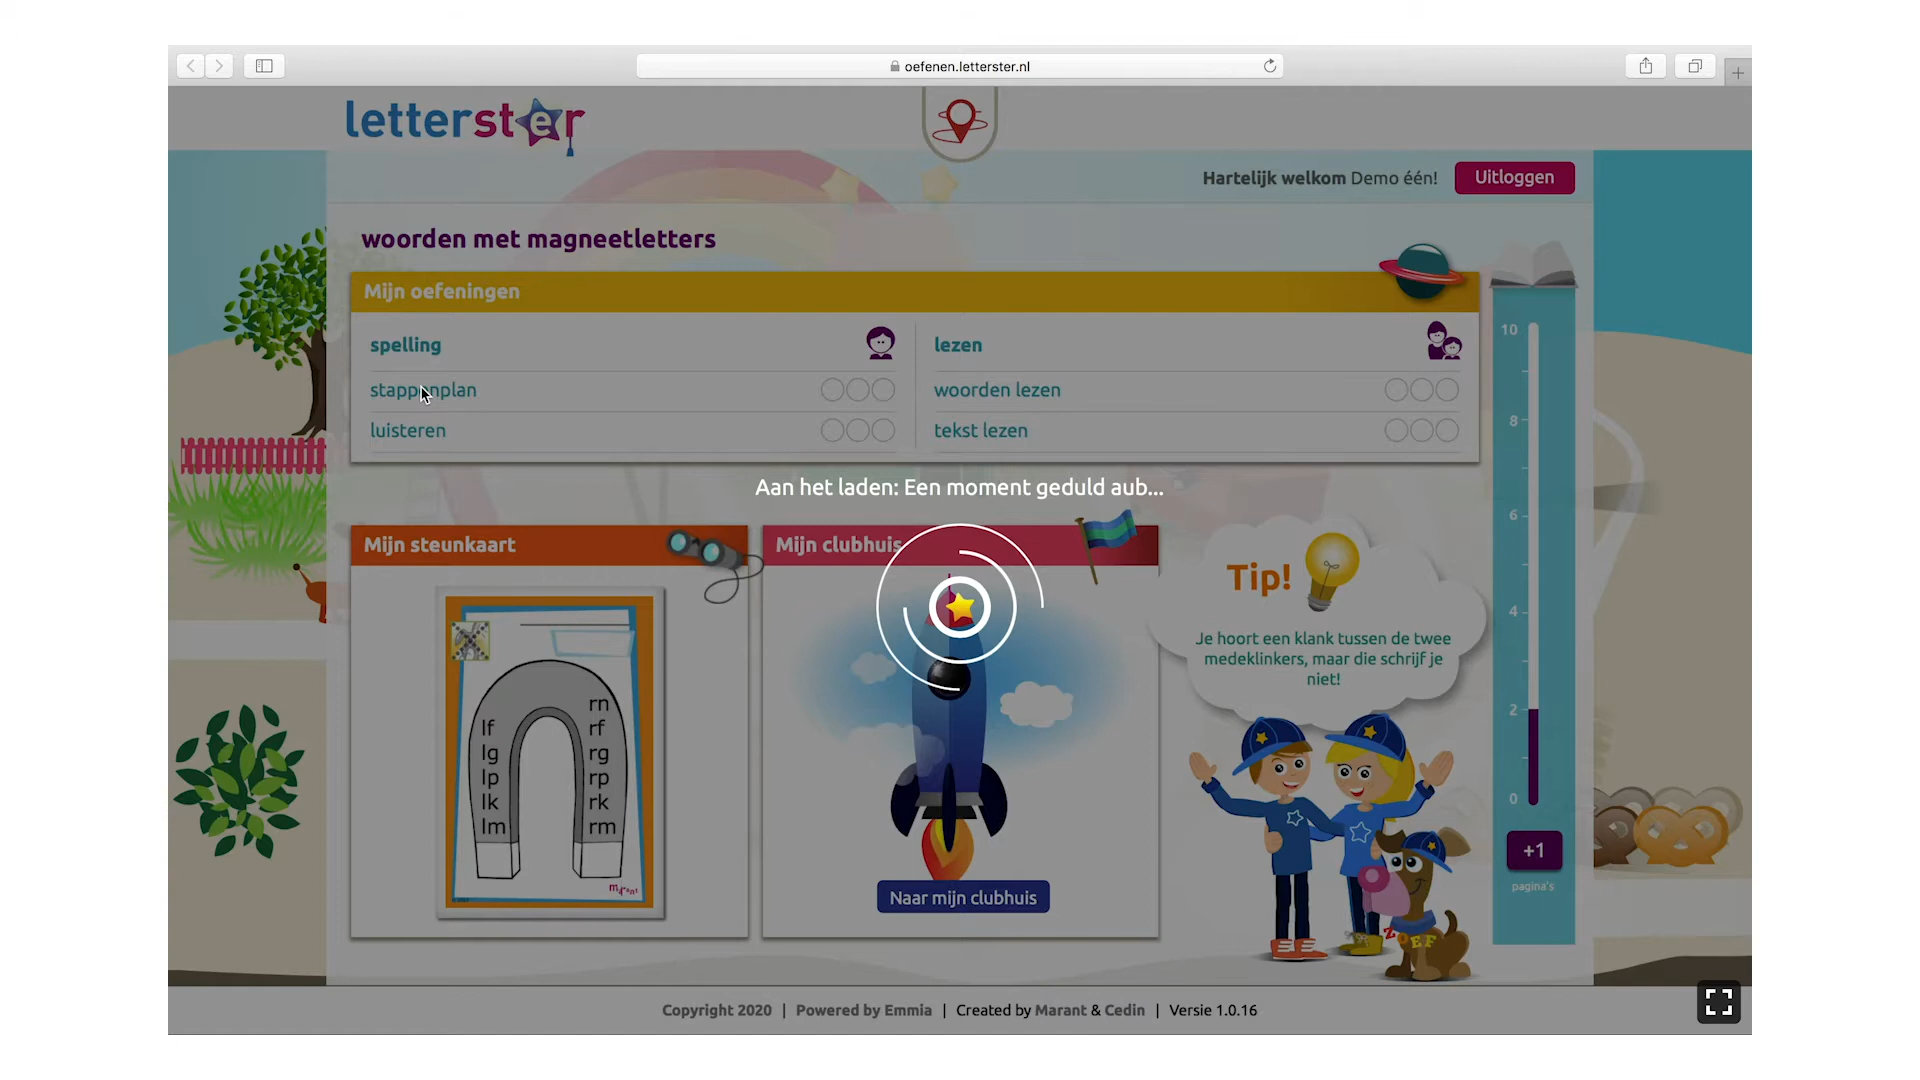 oefenen.letterster.nl
letterster
Hartelijk welkom Demo één!
Uitloggen
woorden met magneetletters
Mijn oefeningen
spelling
lezen
stappenplan
woorden lezen
luisteren
tekst lezen
Aan het laden: Een moment geduld aub...
Mijn steunkaart
lf
lg
lp
lk
lm
rn
rf
rg
rp
rk
rm
marant
Mijn clubhuis
Naar mijn clubhuis
Tip!
Je hoort een klank tussen de twee
medeklinkers, maar die schrijf je
niet!
ZOEF
10
8
6
4
2
0
+1
pagina's
Copyright 2020 | Powered by Emmia | Created by Marant & Cedin | Versie 1.0.16